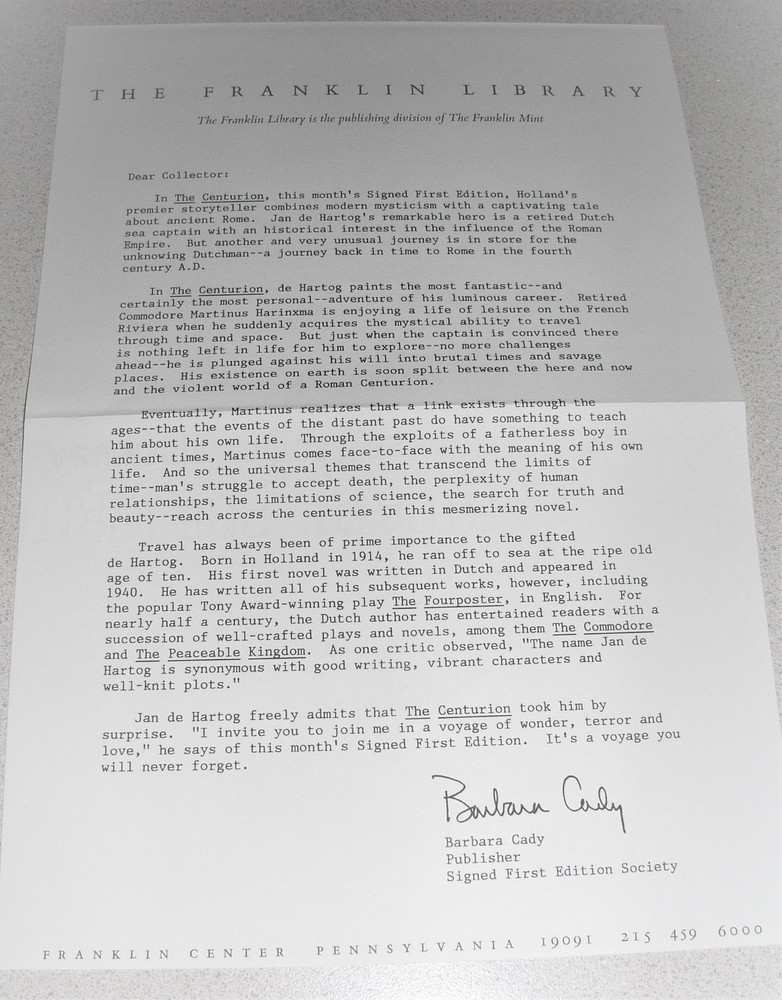 THE FRANKLIN LIBRARY
The Franklin Library is the publishing division of The Franklin Mint
Dear Collector:
In The Centurion, this month's Signed First Edition, Holland's
premier storyteller combines modern mysticism with a captivating tale
about ancient Rome. Jan de Hartog's remarkable hero is a retired Dutch
sea captain with an historical interest in the influence of the Roman
Empire. But another and very unusual journey is in store for the
unknowing Dutchman--a journey back in time to Rome in the fourth
century A.D.
In The Centurion, de Hartog paints the most fantastic--and
certainly the most personal--adventure of his luminous career. Retired
Commodore Martinus Harinxma is enjoying a life of leisure on the French
Riviera when he suddenly acquires the mystical ability to travel
through time and space. But just when the captain is convinced there
is nothing left in life for him to explore--no more challenges
ahead--he is plunged against his will into brutal times and savage
places. His existence on earth is soon split between the here and now
and the violent world of a Roman Centurion.
Eventually, Martinus realizes that a link exists through the
ages--that the events of the distant past do have something to teach
him about his own life. Through the exploits of a fatherless boy in
ancient times, Martinus comes face-to-face with the meaning of his own
life. And so the universal themes that transcend the limits of
time--man's struggle to accept death, the perplexity of human
relationships, the limitations of science, the search for truth and
beauty--reach across the centuries in this mesmerizing novel.
Travel has always been of prime importance to the gifted
de Hartog. Born in Holland in 1914, he ran off to sea at the ripe old
age of ten. His first novel was written in Dutch and appeared in
1940. He has written all of his subsequent works, however, including
the popular Tony Award-winning play The Fourposter, in English. For
nearly half a century, the Dutch author has entertained readers with a
succession of well-crafted plays and novels, among them The Commodore
and The Peaceable Kingdom. As one critic observed, "The name Jan de
Hartog is synonymous with good writing, vibrant characters and
well-knit plots."
Jan de Hartog freely admits that The Centurion took him by
surprise. "I invite you to join me in a voyage of wonder, terror and
love," he says of this month's Signed First Edition. It's a voyage you
will never forget.
Barbara Cady
Barbara Cady
Publisher
Signed First Edition Society
FRANKLIN CENTER PENNSYLVANIA 19091 215 459 6000